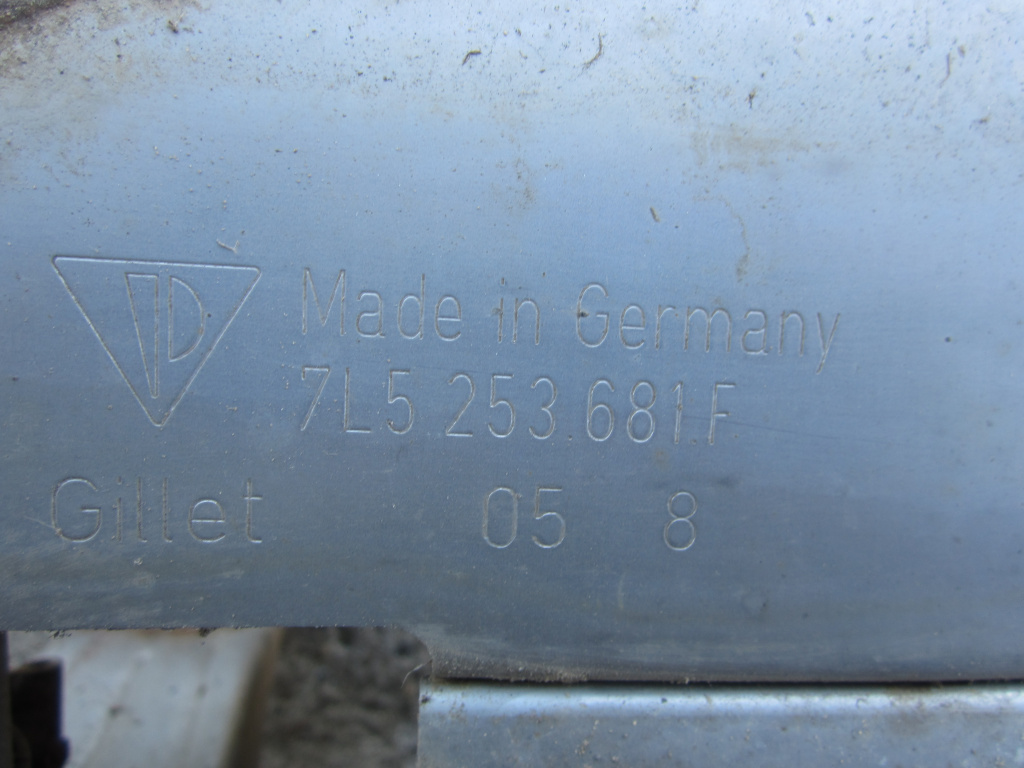 Made in Germany
7L5 253.681.F
Gillet 05 8